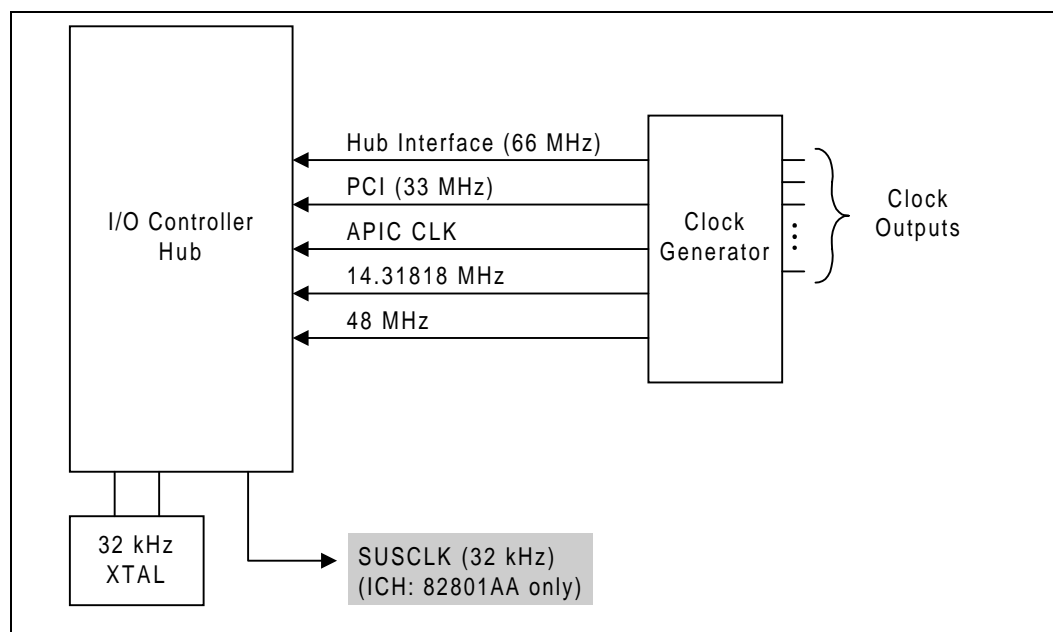 Hub Interface (66 MHz)
PCI (33 MHz)
APIC CLK
14.31818 MHz
48 MHz
I/O Controller
Hub
Clock
Generator
Clock
Outputs
32 kHz
XTAL
SUSCLK (32 kHz)
(ICH: 82801AA only)